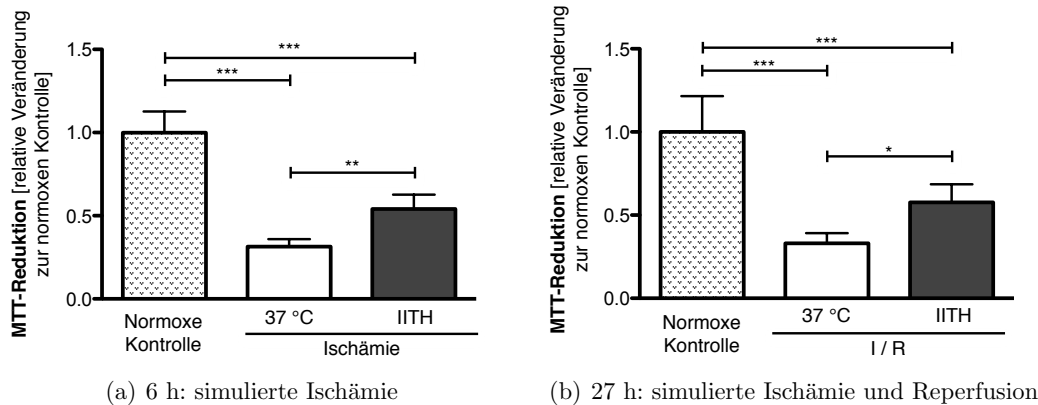 MTT-Reduktion [relative Veränderung
zur normoxen Kontrolle]
1.5
1.0
0.5
0.0
***
***
**
Normoxe
Kontrolle
37 °C
IITH
Ischämie
(a) 6 h: simulierte Ischämie
MTT-Reduktion [relative Veränderung
zur normoxen Kontrolle]
1.5
1.0
0.5
0.0
***
***
*
Normoxe
Kontrolle
37 °C
IITH
I / R
(b) 27 h: simulierte Ischämie und Reperfusion